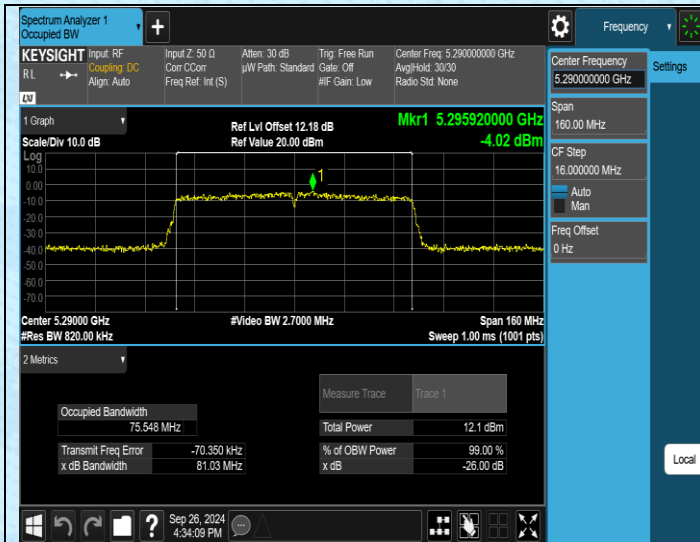 Spectrum Analyzer 1
Occupied BW
+
Frequency
KEYSIGHT
RL
LXI
Input: RF
Coupling: DC
Align: Auto
Input Z: 50 Ω
Corr CCorr
Freq Ref: Int (S)
Atten: 30 dB
µW Path: Standard
Trig: Free Run
Gate: Off
#IF Gain: Low
Center Freq: 5.290000000 GHz
Avg|Hold: 30/30
Radio Std: None
Center Frequency
5.290000000 GHz
Settings
Span
160.00 MHz
CF Step
16.000000 MHz
Auto
Man
Freq Offset
0 Hz
Local
1 Graph
Scale/Div 10.0 dB
Ref Lvl Offset 12.18 dB
Ref Value 20.00 dBm
Mkr1 5.295920000 GHz
-4.02 dBm
Log
10.0
0.00
-10.0
-20.0
-30.0
-40.0
-50.0
-60.0
-70.0
1
Center 5.29000 GHz
#Res BW 820.00 kHz
#Video BW 2.7000 MHz
Span 160 MHz
Sweep 1.00 ms (1001 pts)
2 Metrics
Measure Trace Trace 1
Occupied Bandwidth
75.548 MHz
Total Power 12.1 dBm
Transmit Freq Error -70.350 kHz
% of OBW Power 99.00 %
x dB Bandwidth 81.03 MHz
x dB -26.00 dB
?
Sep 26, 2024
4:34:09 PM